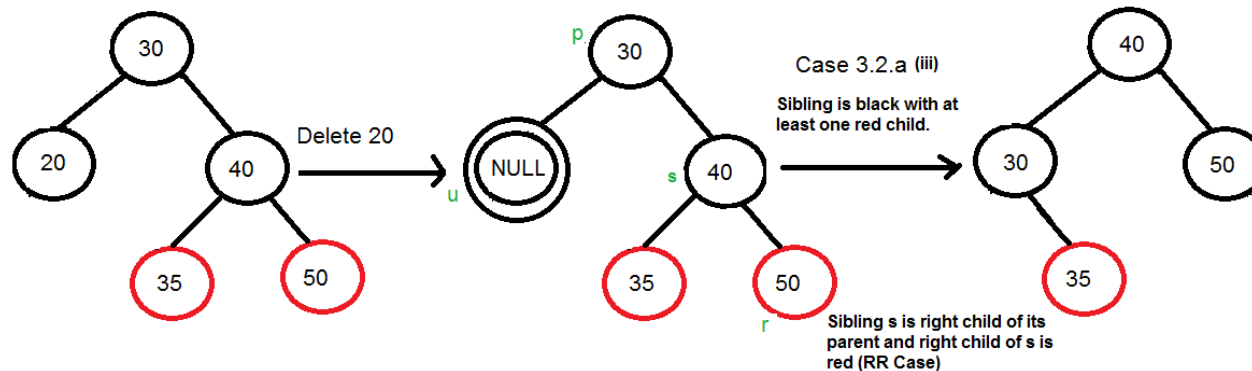 30
20
40
35
50
Delete 20
p
30
NULL
u
s
40
35
50
r
Case 3.2.a (iii)
Sibling is black with at
least one red child.
Sibling s is right child of its
parent and right child of s is
red (RR Case)
40
30
50
35